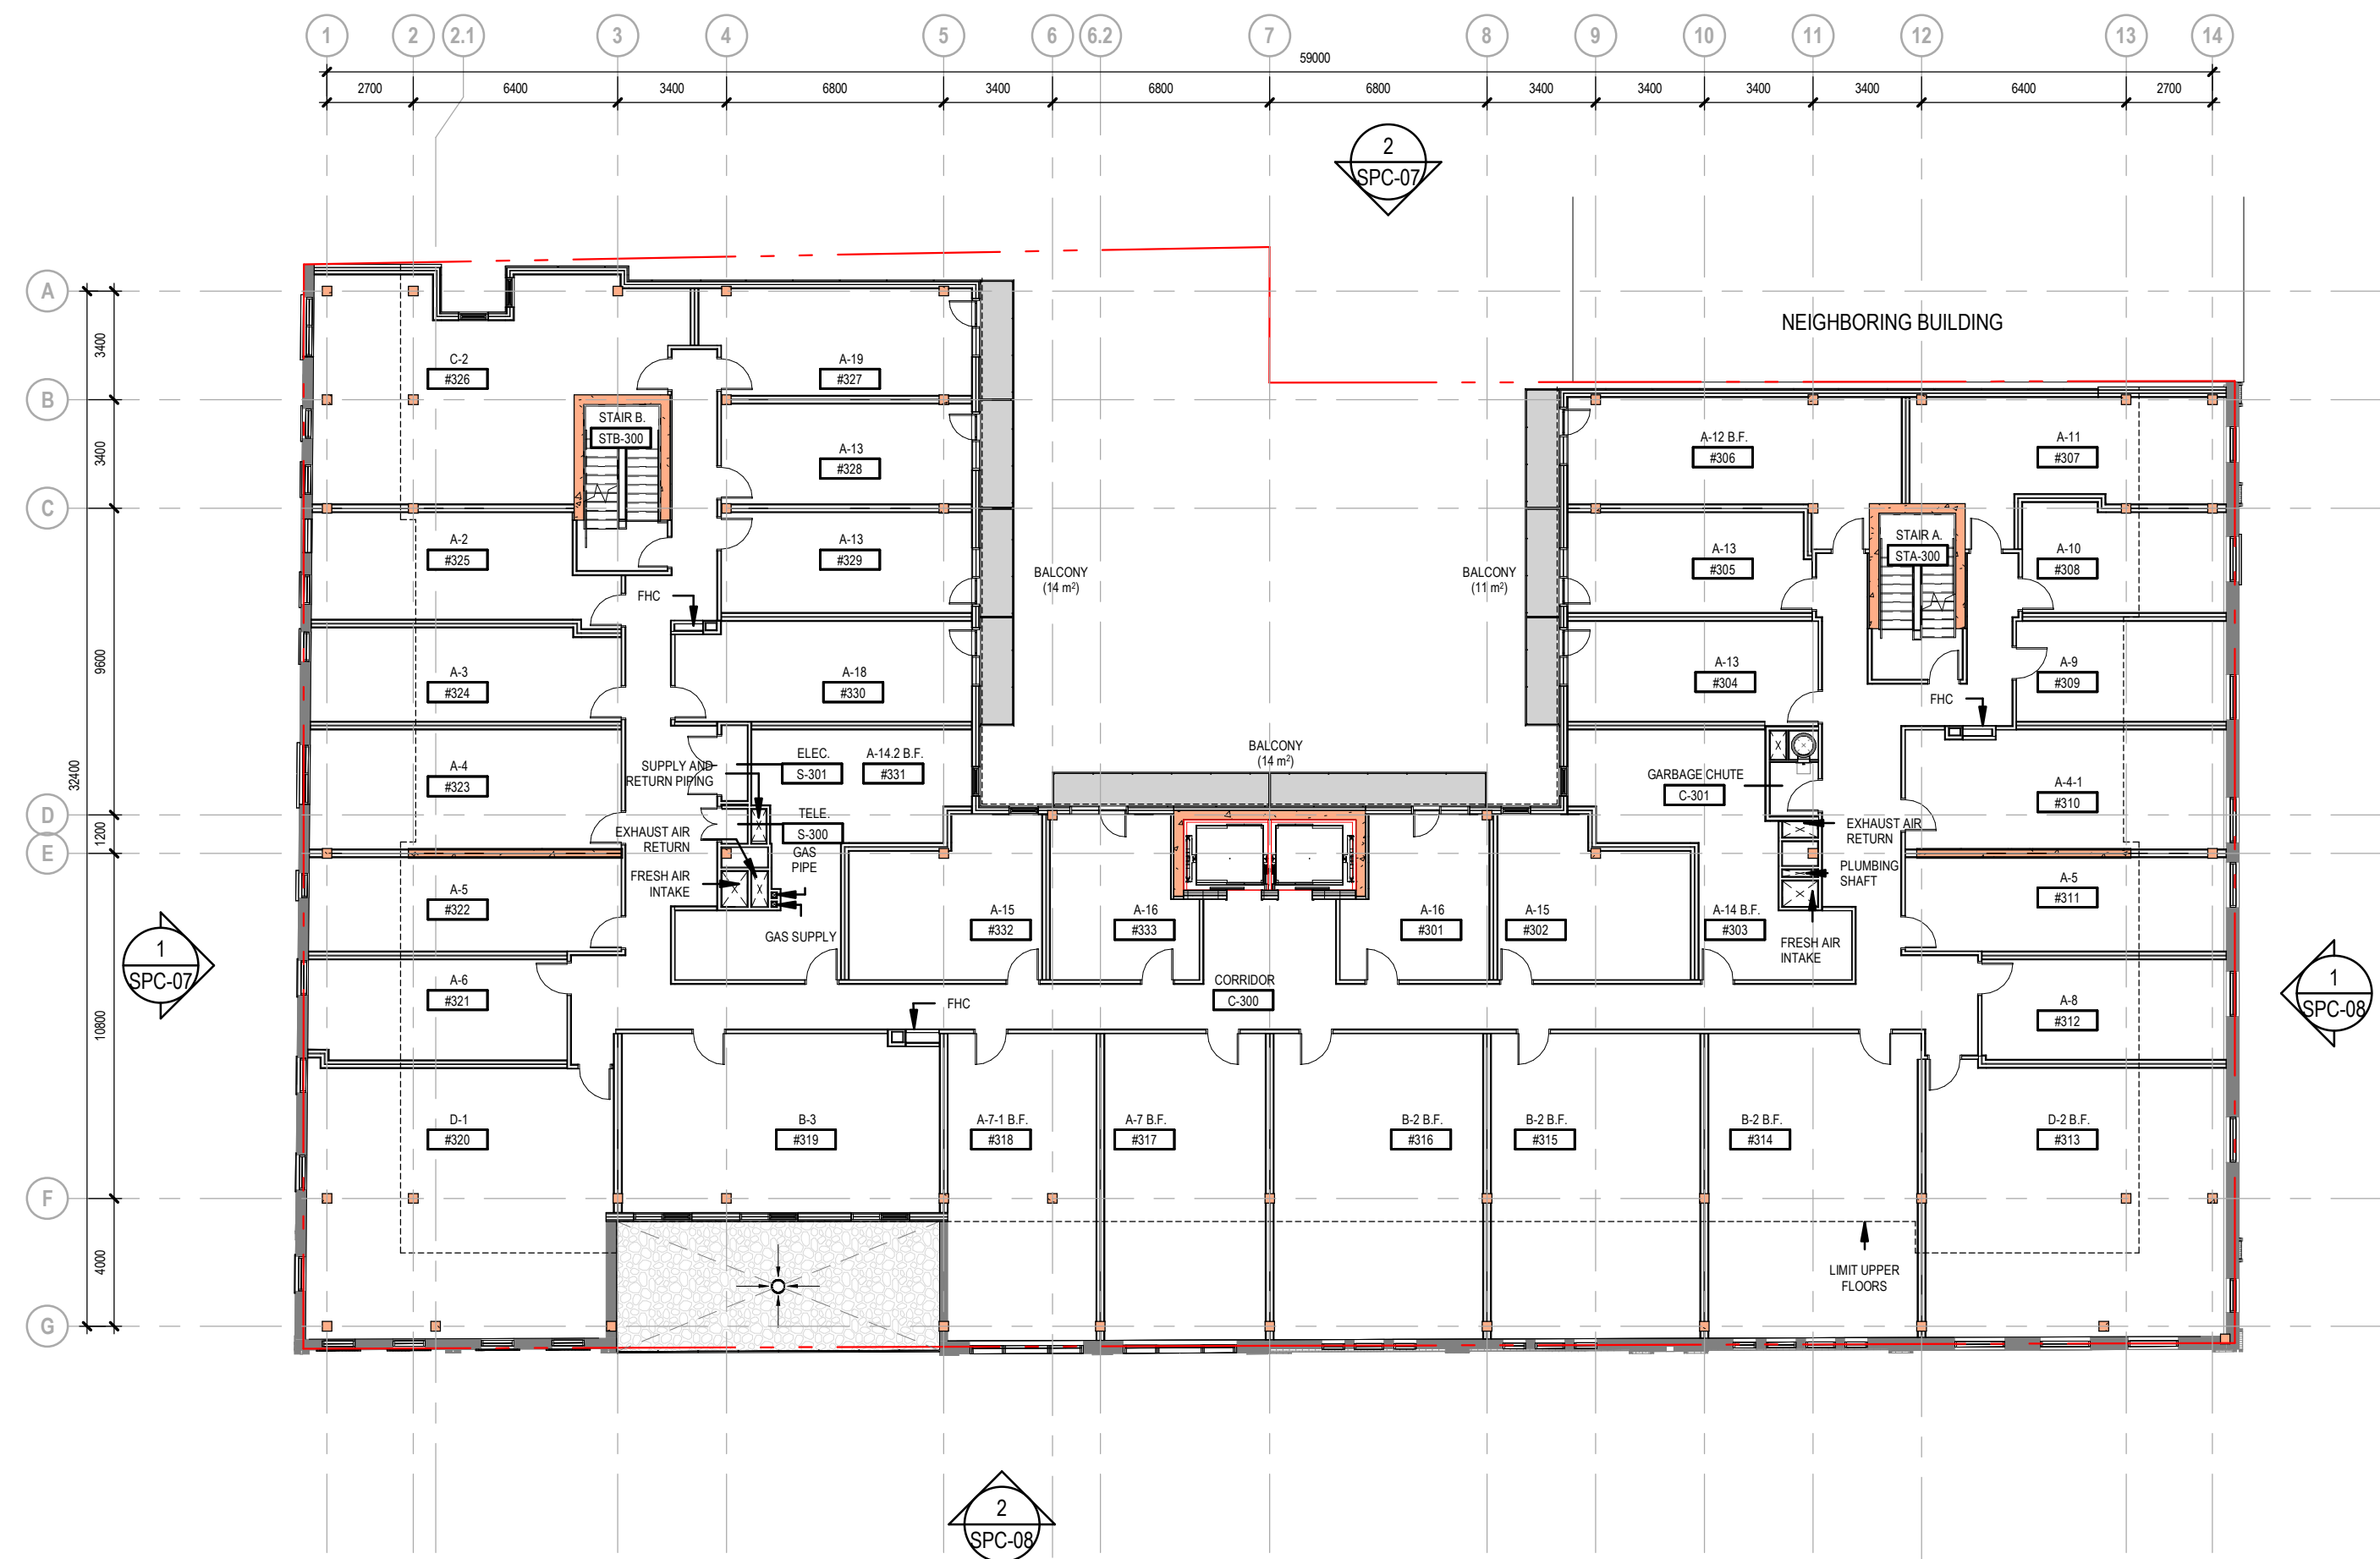 1 2 2.1 3 4 5 6 6.2 7 8 9 10 11 12 13 14
59000
2700 6400 3400 6800 3400 6800 6800 3400 3400 3400 3400 6400 2700
2
SPC-07
A
B
C
D
E
F
G
3400
3400
9600
32400
1200
10800
4000
NEIGHBORING BUILDING
C-2
#326
A-19
#327
STAIR B.
STB-300
A-13
#328
A-12 B.F.
#306
A-11
#307
A-2
#325
A-13
#329
BALCONY
(14 m²)
BALCONY
(11 m²)
A-13
#305
STAIR A.
STA-300
A-10
#308
FHC
A-3
#324
A-18
#330
A-13
#304
A-9
#309
FHC
A-4
#323
SUPPLY AND
RETURN PIPING
ELEC.
S-301
A-14.2 B.F.
#331
BALCONY
(14 m²)
GARBAGE CHUTE
C-301
A-4-1
#310
EXHAUST AIR
RETURN
TELE.
S-300
GAS
PIPE
EXHAUST AIR
RETURN
PLUMBING
SHAFT
FRESH AIR
INTAKE
A-5
#322
GAS SUPPLY
A-15
#332
A-16
#333
A-16
#301
A-15
#302
A-14 B.F.
#303
FRESH AIR
INTAKE
A-5
#311
1
SPC-07
1
SPC-08
A-6
#321
FHC
CORRIDOR
C-300
A-8
#312
D-1
#320
B-3
#319
A-7-1 B.F.
#318
A-7 B.F.
#317
B-2 B.F.
#316
B-2 B.F.
#315
B-2 B.F.
#314
D-2 B.F.
#313
LIMIT UPPER
FLOORS
2
SPC-08